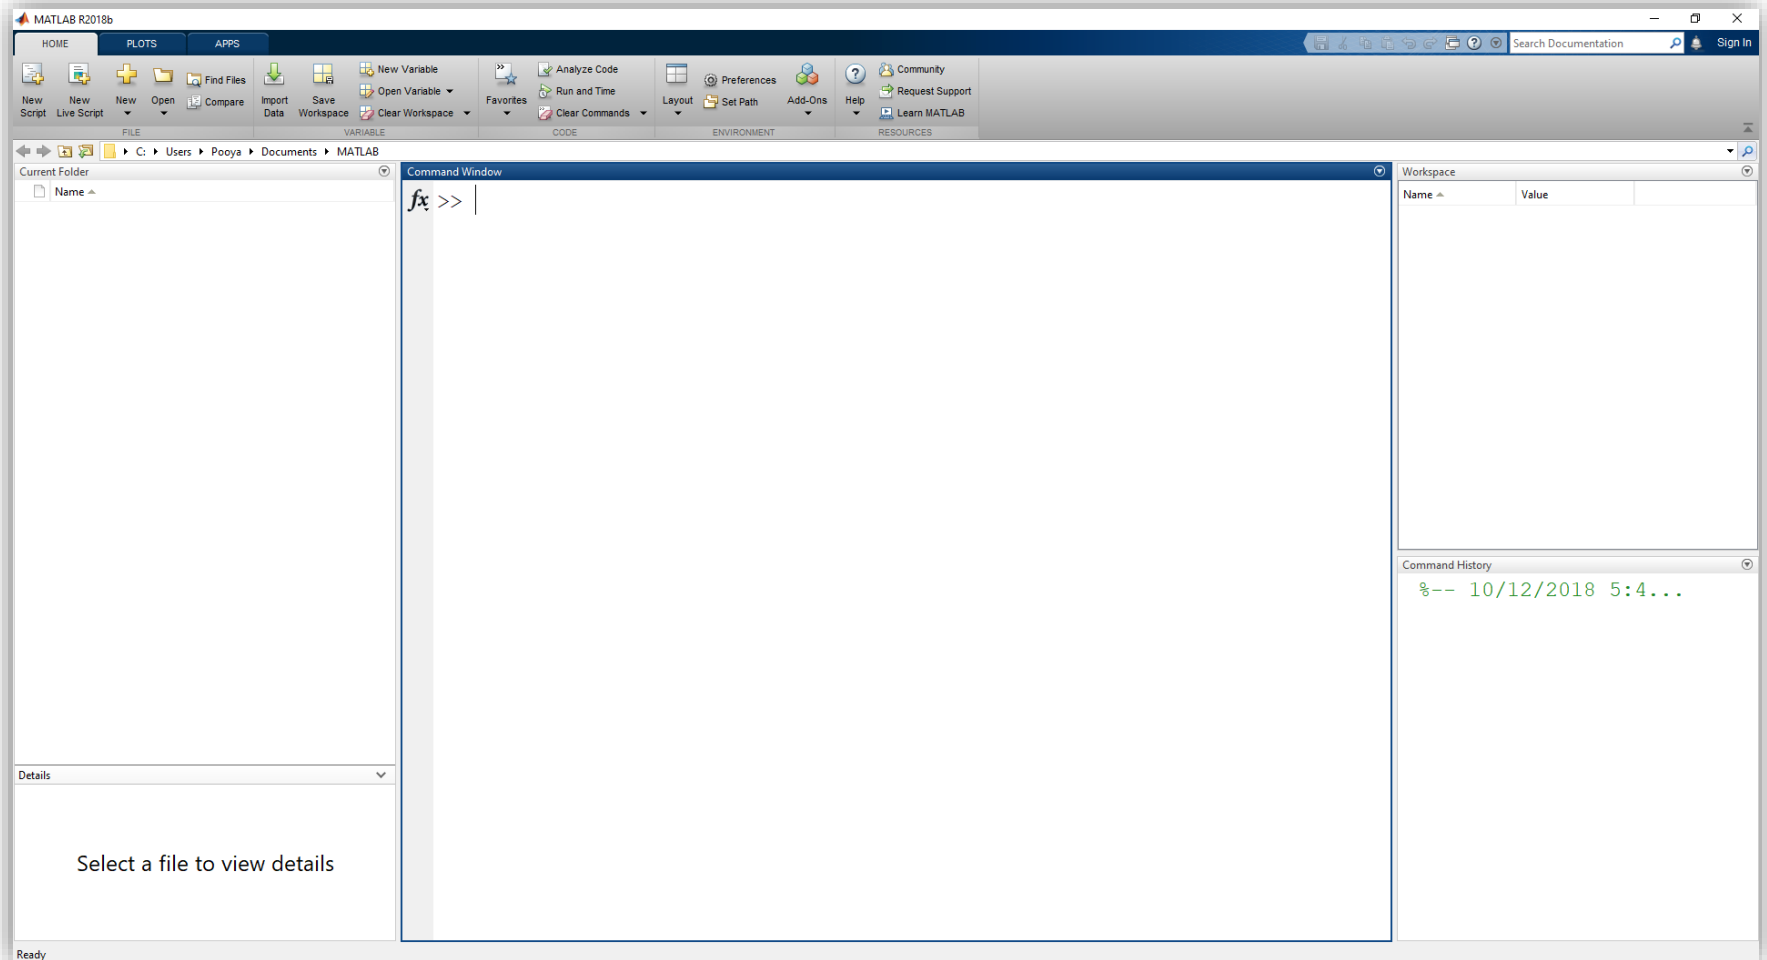 MATLAB R2018b
HOME PLOTS APPS
Search Documentation
Sign In
New Script
New Live Script
New
Open
Find Files
Compare
Import Data
Save Workspace
New Variable
Open Variable
Clear Workspace
Favorites
Analyze Code
Run and Time
Clear Commands
Layout
Preferences
Set Path
Add-Ons
Help
Community
Request Support
Learn MATLAB
FILE VARIABLE CODE ENVIRONMENT RESOURCES
C: Users Pooya Documents MATLAB
Current Folder
Name
Details
Select a file to view details
Command Window
fx >>
Workspace
Name Value
Command History
%-- 10/12/2018 5:4...
Ready